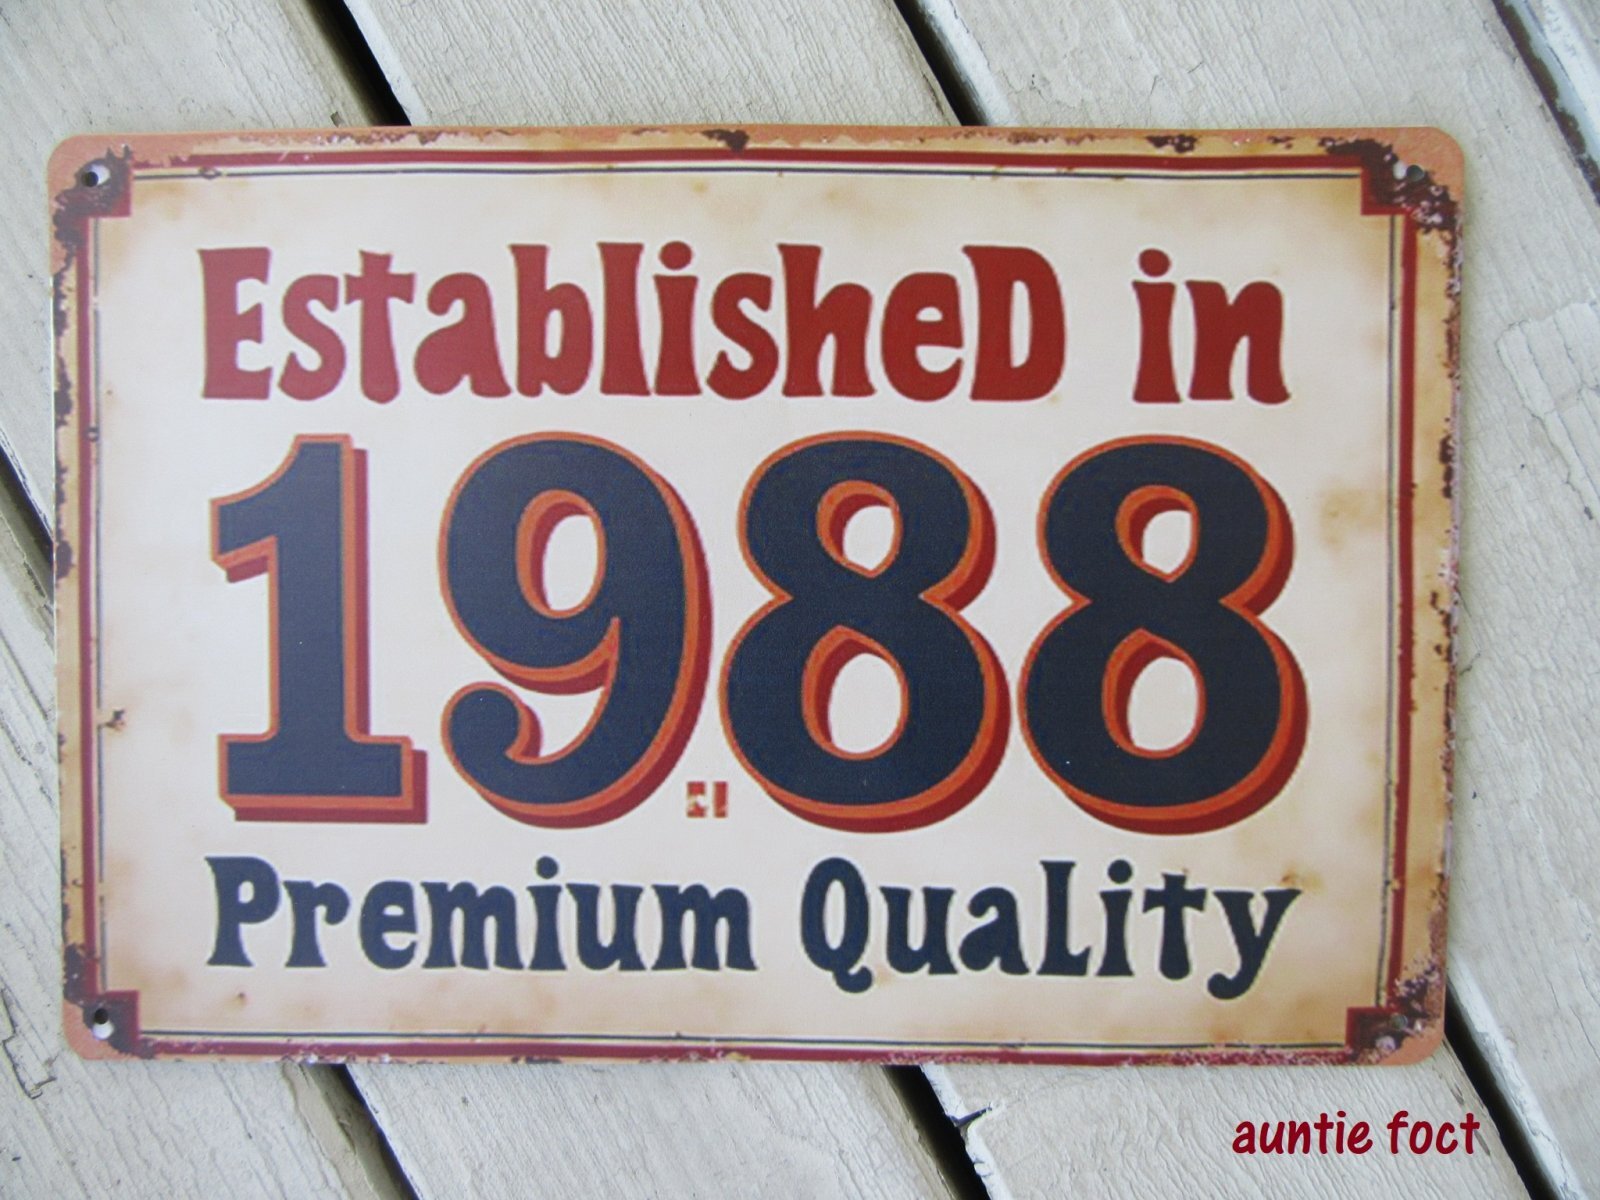 EstablisheD in
1988
Premium QuaLity
auntie foct